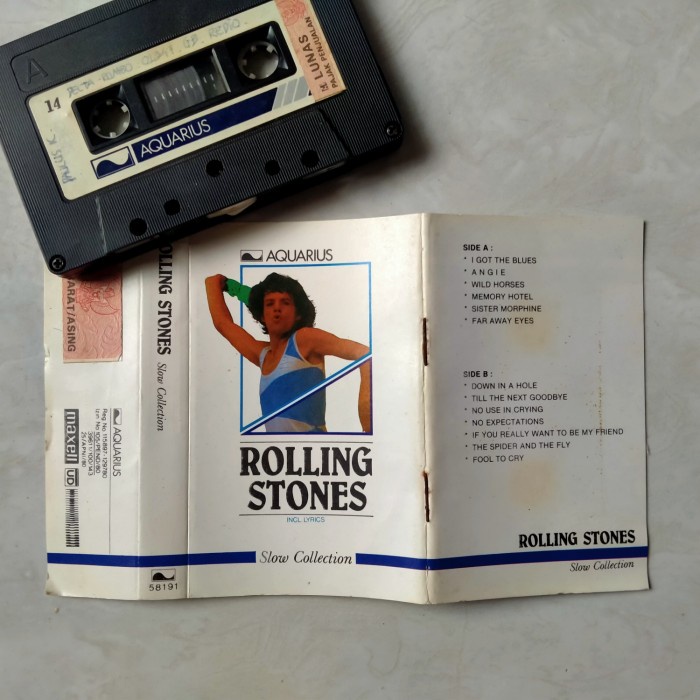 A
14
AQUARIUS
LUNAS
PAJAK PENJUALAN
ARAT/ASING
AQUARIUS
maxell UD
ROLLING STONES Slow Collection
58191
AQUARIUS
ROLLING
STONES
INCL. LYRICS
Slow Collection
SIDE A :
* I GOT THE BLUES
* A N G I E
* WILD HORSES
* MEMORY HOTEL
* SISTER MORPHINE
* FAR AWAY EYES
SIDE B :
* DOWN IN A HOLE
* TILL THE NEXT GOODBYE
* NO USE IN CRYING
* NO EXPECTATIONS
* IF YOU REALLY WANT TO BE MY FRIEND
* THE SPIDER AND THE FLY
* FOOL TO CRY
ROLLING STONES
Slow Collection